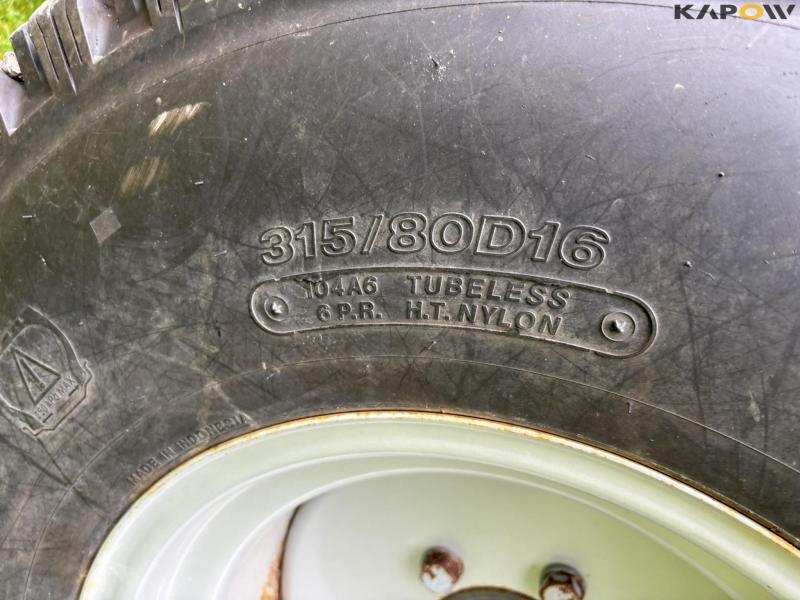 KAPOW
315/80D16
104A6 TUBELESS
6 P.R. H.T. NYLON
MADE IN INDONESIA